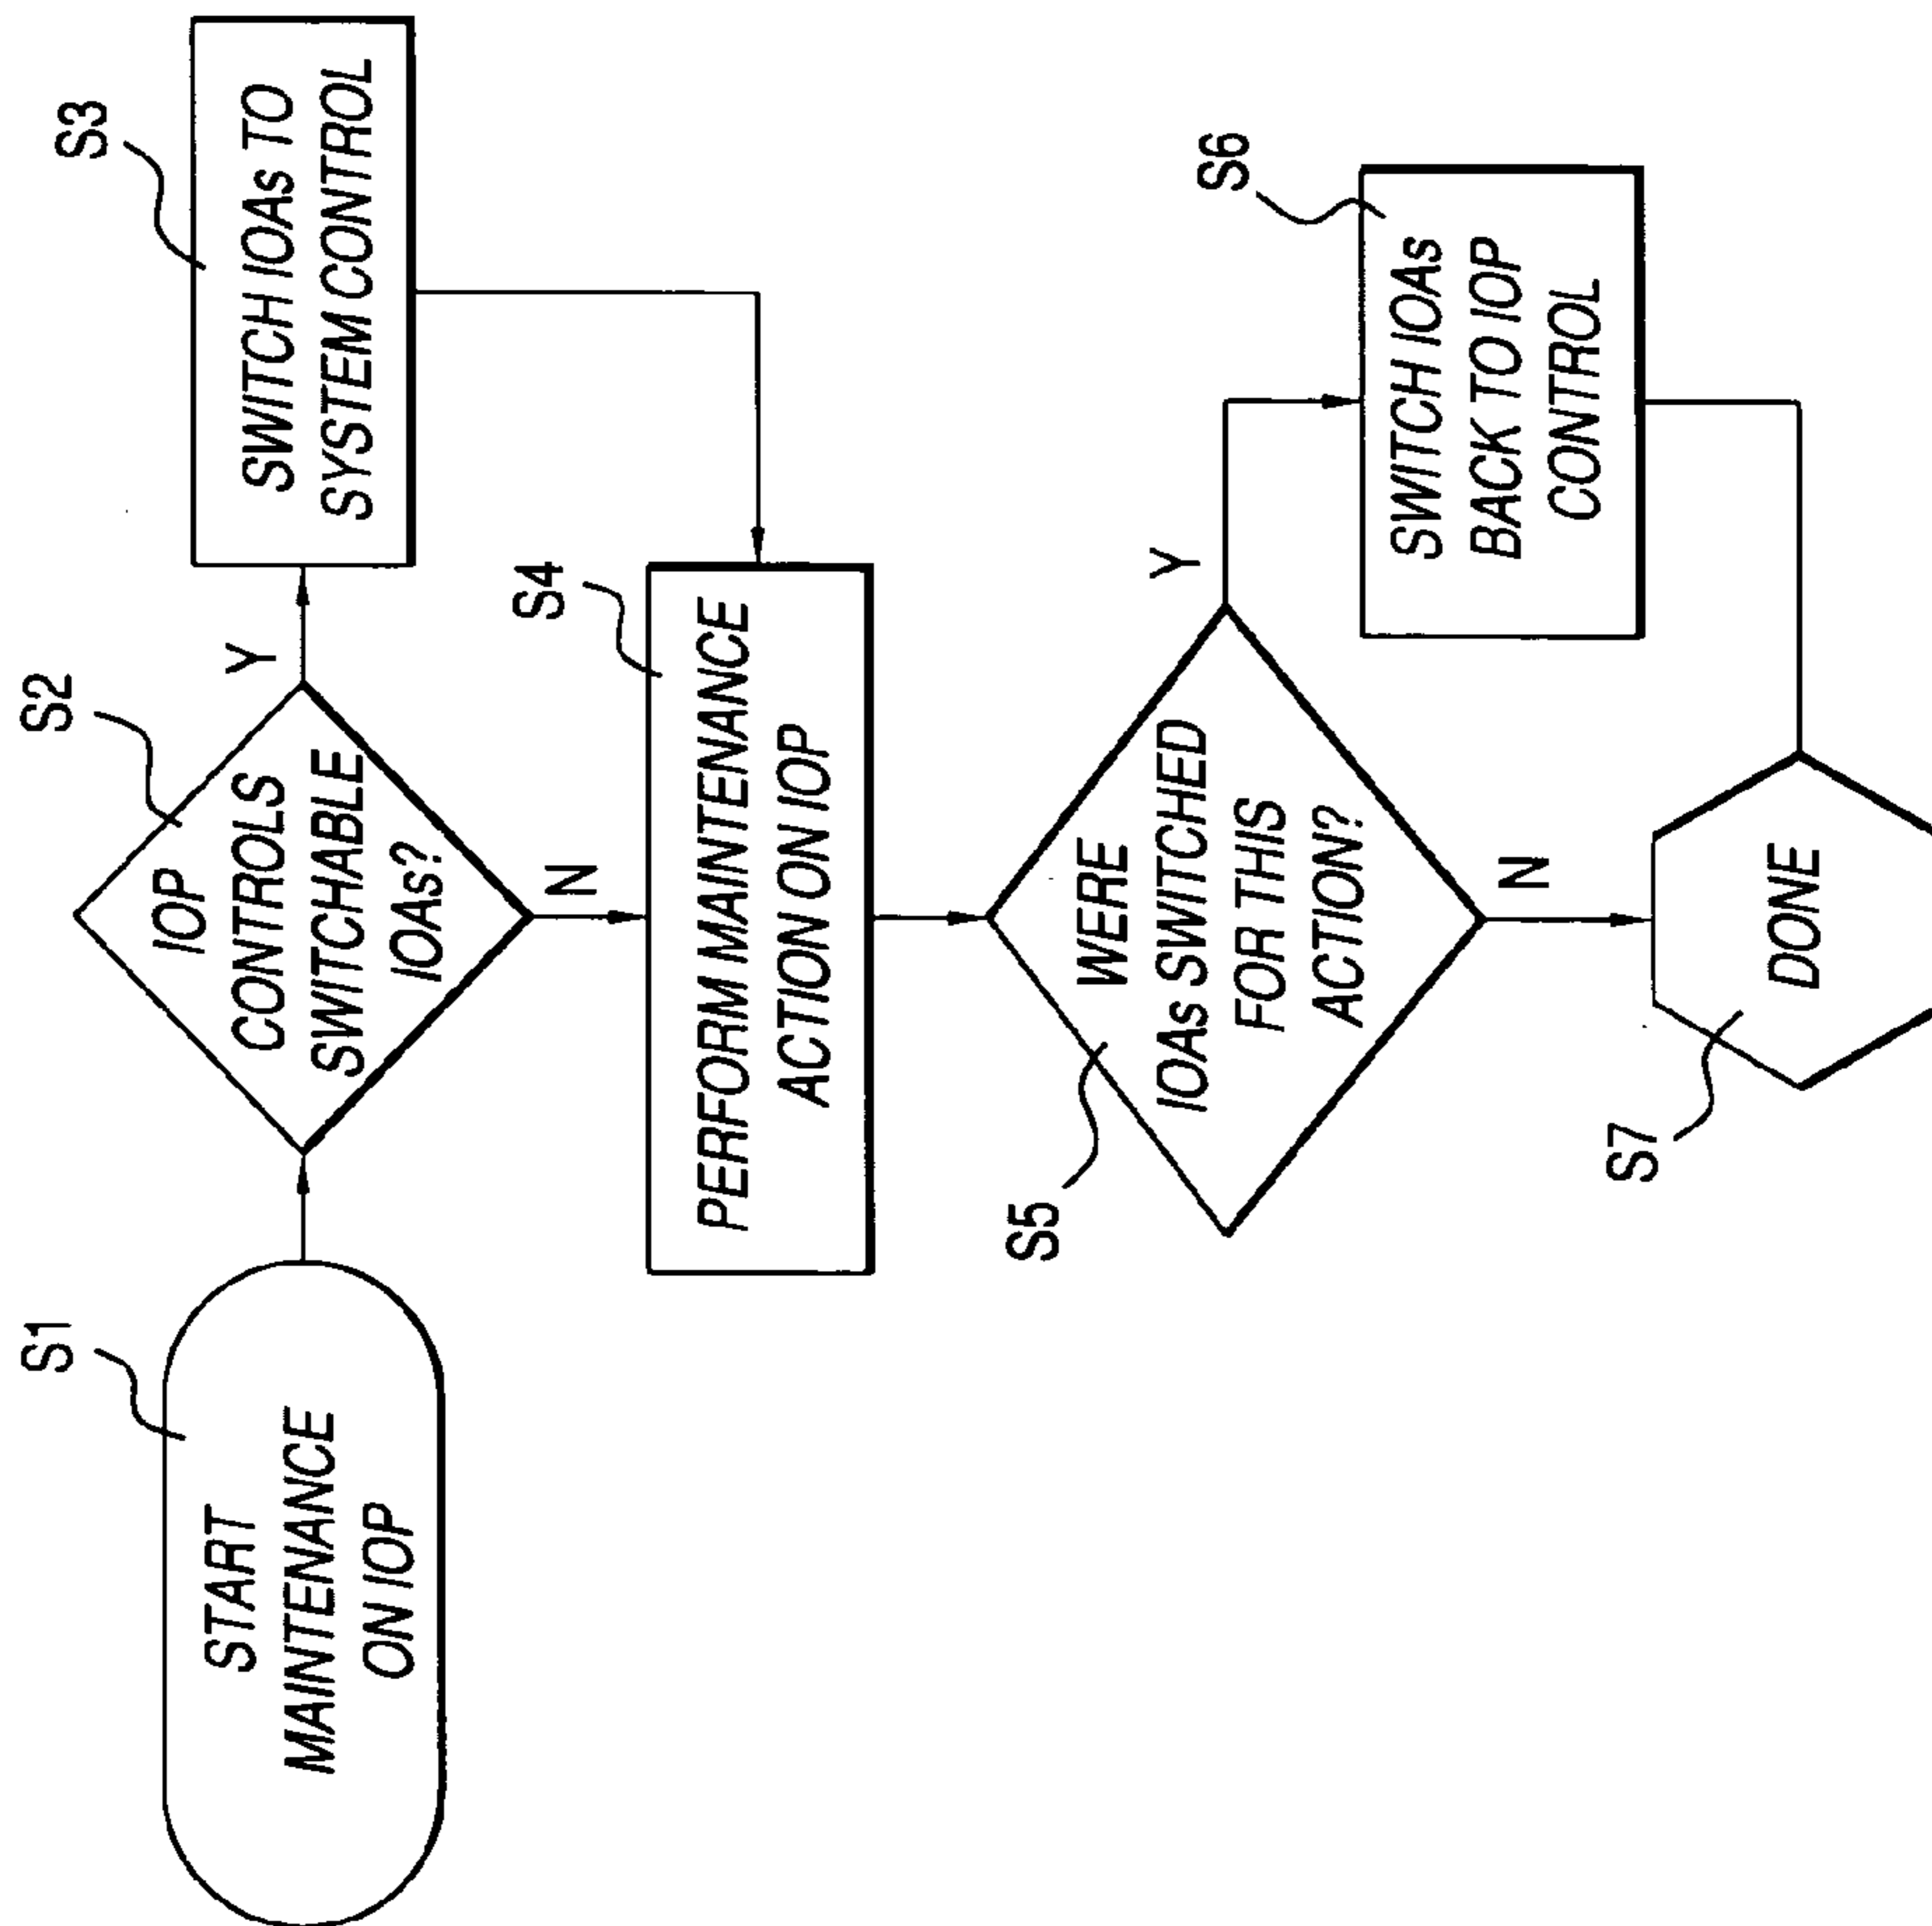 S1
START
MAINTENANCE
ON IOP
S2
IOP
CONTROLS
SWITCHABLE
IOAs?
Y
N
S3
SWITCH IOAs TO
SYSTEM CONTROL
S4
PERFORM MAINTENANCE
ACTION ON IOP
S5
WERE
IOAs SWITCHED
FOR THIS
ACTION?
Y
N
S6
SWITCH IOAs
BACK TO IOP
CONTROL
S7
DONE